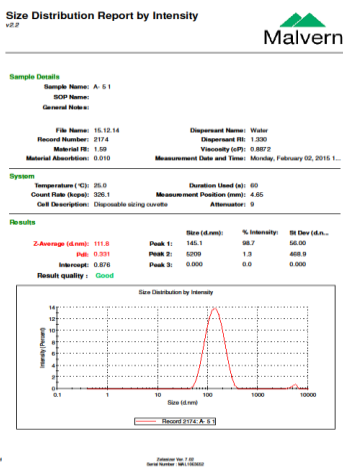 Size Distribution Report by Intensity
v2.2
Malvern
Sample Details
Sample Name: A- 5 1
SOP Name:
General Notes:
File Name: 15.12.14 Dispersant Name: Water
Record Number: 2174 Dispersant RI: 1.330
Material RI: 1.59 Viscosity (cP): 0.8872
Material Absorbtion: 0.010 Measurement Date and Time: Monday, February 02, 2015 1...
System
Temperature (°C): 25.0 Duration Used (s): 60
Count Rate (kcps): 326.1 Measurement Position (mm): 4.65
Cell Description: Disposable sizing cuvette Attenuator: 9
Results
Size (d.nm): % Intensity: St Dev (d.n...
Z-Average (d.nm): 111.6 Peak 1: 145.1 98.7 56.00
PdI: 0.331 Peak 2: 5209 1.3 468.9
Intercept: 0.876 Peak 3: 0.000 0.0 0.000
Result quality : Good
Size Distribution by Intensity
Intensity (Percent)
14
12
10
8
6
4
2
0
0.1 1 10 100 1000 10000
Size (d.nm)
Record 2174: A- 5 1
Zetasizer Ver. 7.02